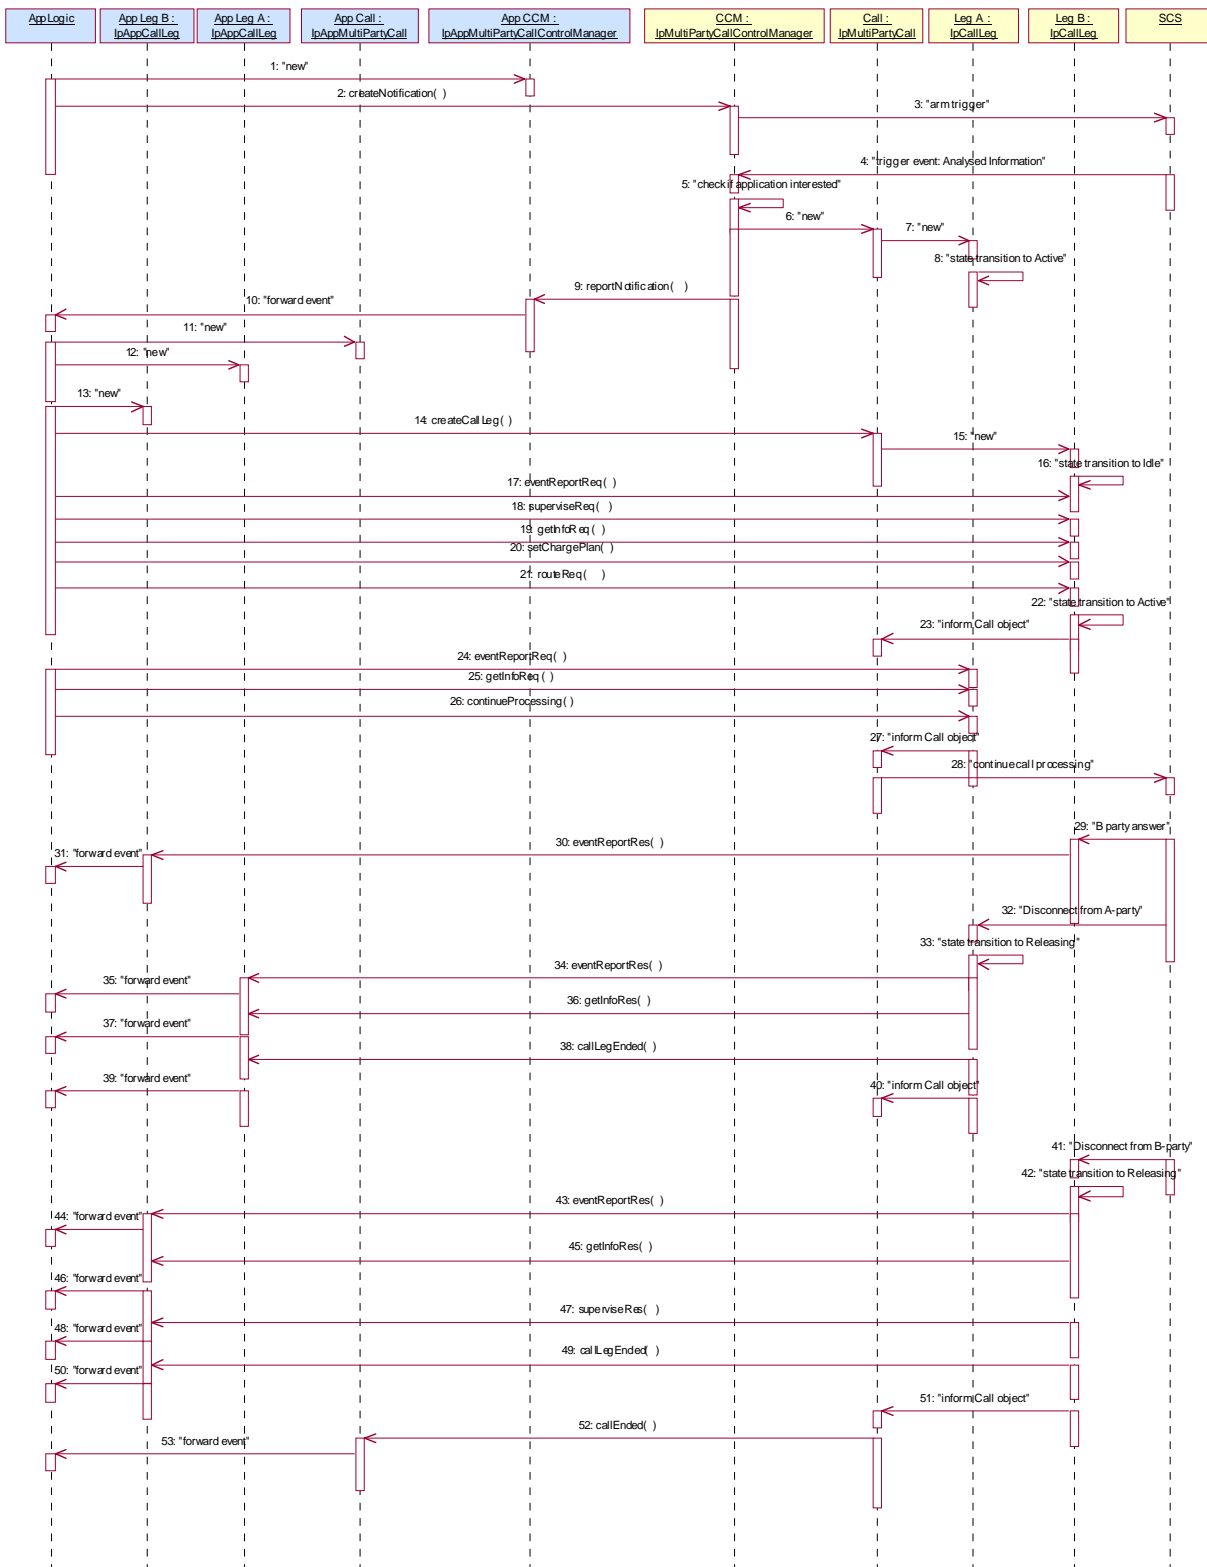 AppLogic
App Leg B :
IpAppCallLeg
App Leg A :
IpAppCallLeg
App Call :
IpAppMultiPartyCall
App CCM :
IpAppMultiPartyCallControlManager
CCM :
IpMultiPartyCallControlManager
Call :
IpMultiPartyCall
Leg A :
IpCallLeg
Leg B :
IpCallLeg
SCS
1: "new"
2: createNotification( )
3: "arm trigger"
4: "trigger event: Analysed Information"
5: "check if application interested"
6: "new"
7: "new"
8: "state transition to Active"
9: reportNotification( )
10: "forward event"
11: "new"
12: "new"
13: "new"
14: createCallLeg( )
15: "new"
16: "state transition to Idle"
17: eventReportReq( )
18: superviseReq( )
19: getInfoReq( )
20: setChargePlan( )
21: routeReq( )
22: "state transition to Active"
23: "inform Call object"
24: eventReportReq( )
25: getInfoReq( )
26: continueProcessing( )
27: "inform Call object"
28: "continue call processing"
29: "B party answer"
30: eventReportRes( )
31: "forward event"
32: "Disconnect from A-party"
33: "state transition to Releasing"
34: eventReportRes( )
35: "forward event"
36: getInfoRes( )
37: "forward event"
38: callLegEnded( )
39: "forward event"
40: "inform Call object"
41: "Disconnect from B-party"
42: "state transition to Releasing"
43: eventReportRes( )
44: "forward event"
45: getInfoRes( )
46: "forward event"
47: superviseRes( )
48: "forward event"
49: callLegEnded( )
50: "forward event"
51: "inform Call object"
52: callEnded( )
53: "forward event"